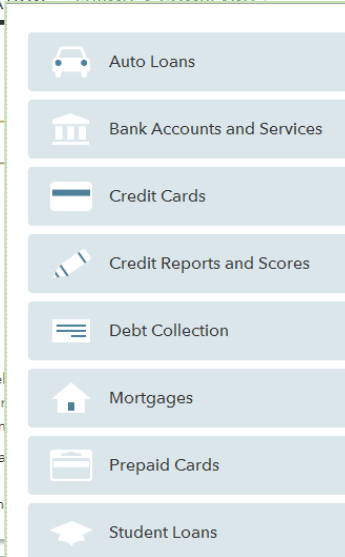 Auto Loans
Bank Accounts and Services
Credit Cards
Credit Reports and Scores
Debt Collection
Mortgages
Prepaid Cards
Student Loans